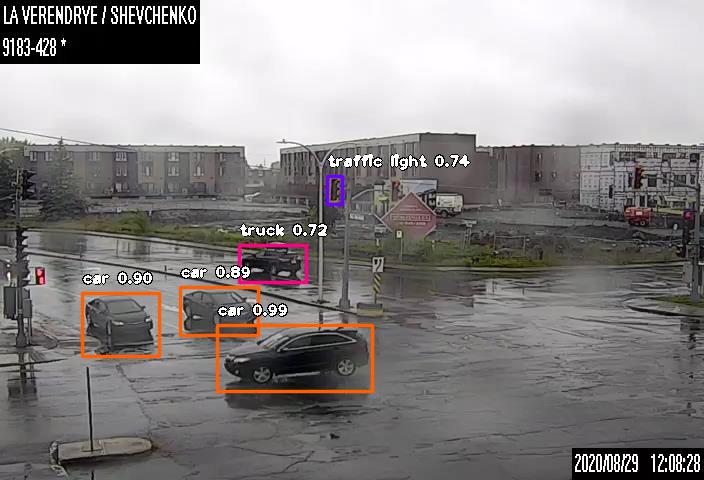 LA VERENDRYE / SHEVCHENKO
9183-428 *
traffic light 0.74
truck 0.72
car 0.90
car 0.89
car 0.99
2020/08/29 12:08:28